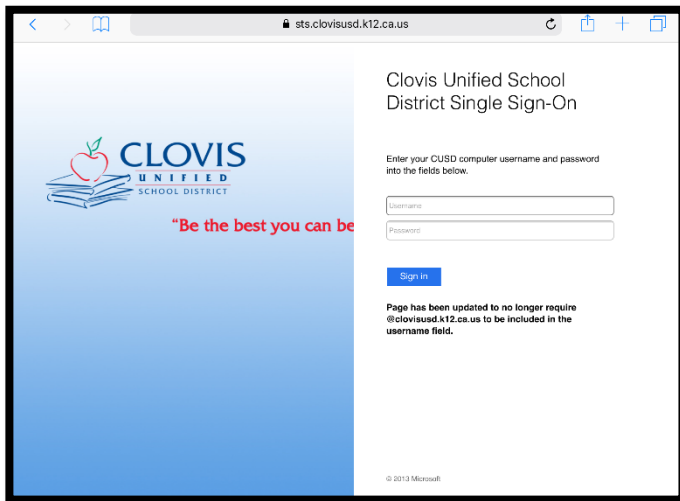 sts.clovisusd.k12.ca.us
CLOVIS
UNIFIED
SCHOOL DISTRICT
"Be the best you can be
Clovis Unified School
District Single Sign-On
Enter your CUSD computer username and password
into the fields below.
Username
Password
Sign in
Page has been updated to no longer require
@clovisusd.k12.ca.us to be included in the
username field.
© 2013 Microsoft